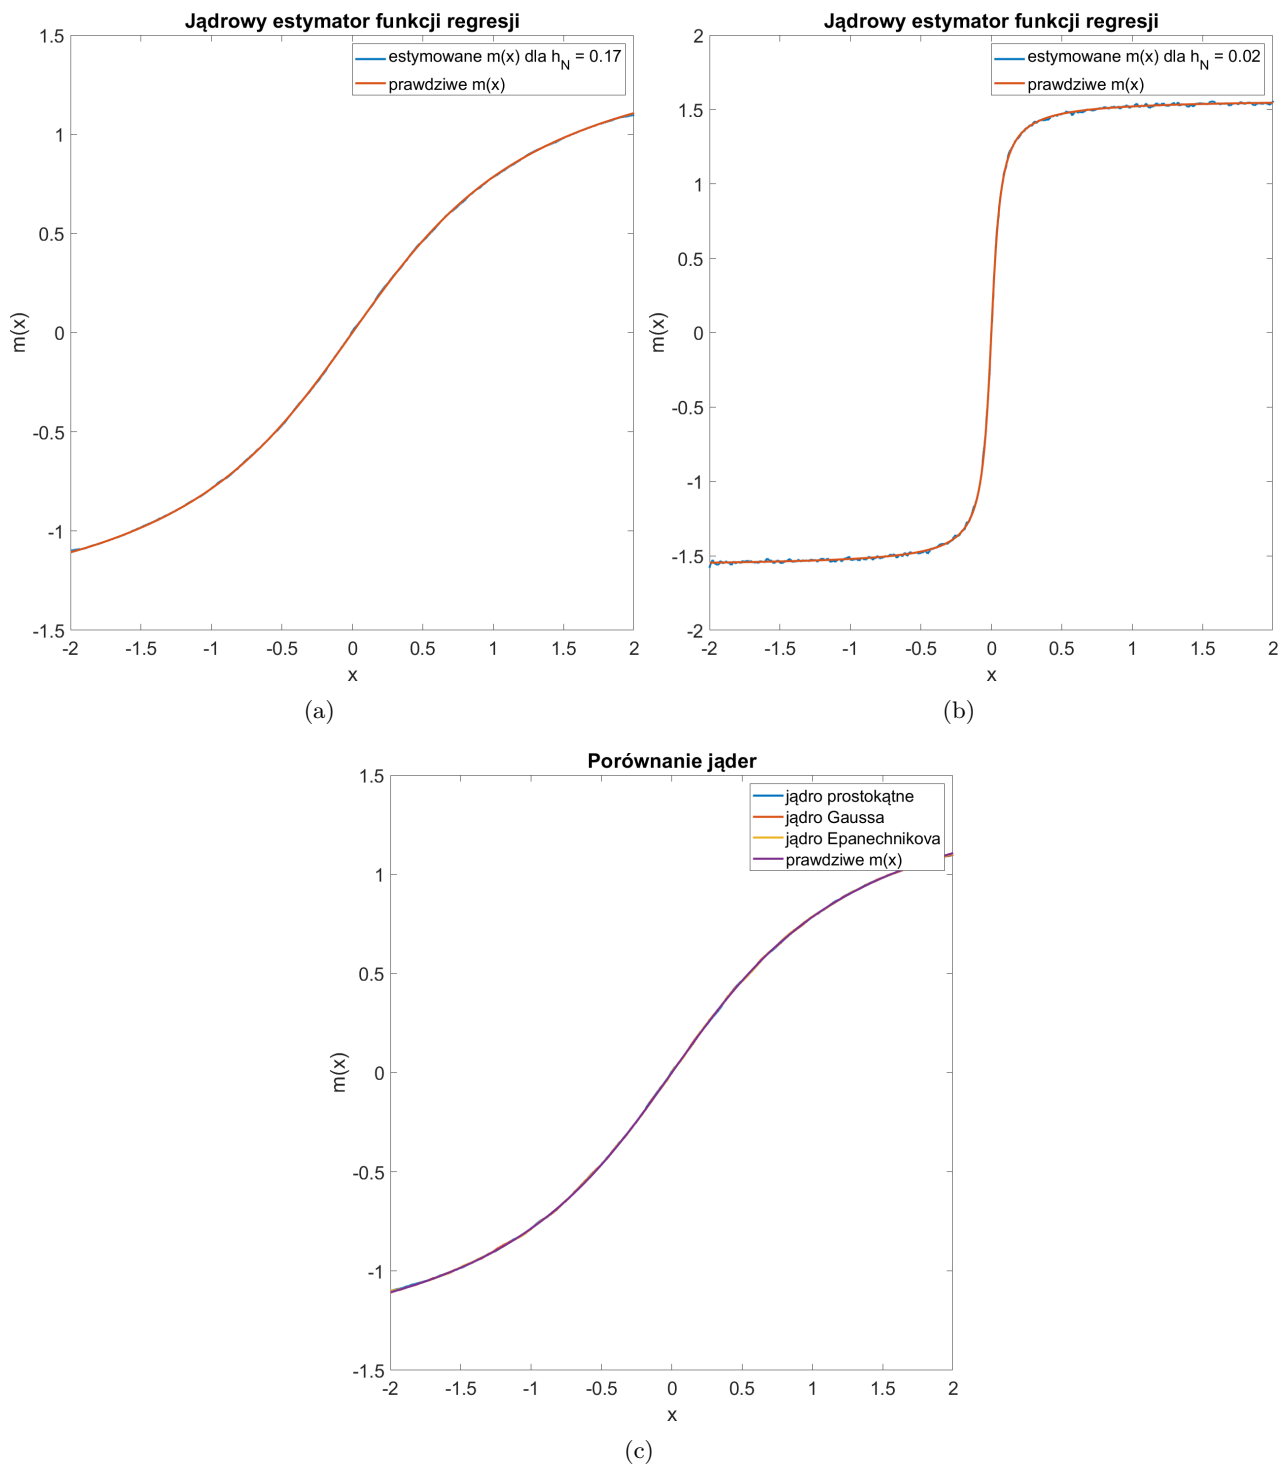 Jądrowy estymator funkcji regresji
estymowane m(x) dla h_N = 0.17
prawdziwe m(x)
1.5
1
0.5
0
-0.5
-1
-1.5
m(x)
-2 -1.5 -1 -0.5 0 0.5 1 1.5 2
x
(a)
Jądrowy estymator funkcji regresji
estymowane m(x) dla h_N = 0.02
prawdziwe m(x)
2
1.5
1
0.5
0
-0.5
-1
-1.5
-2
m(x)
-2 -1.5 -1 -0.5 0 0.5 1 1.5 2
x
(b)
Porównanie jąder
jądro prostokątne
jądro Gaussa
jądro Epanechnikova
prawdziwe m(x)
1.5
1
0.5
0
-0.5
-1
-1.5
m(x)
-2 -1.5 -1 -0.5 0 0.5 1 1.5 2
x
(c)